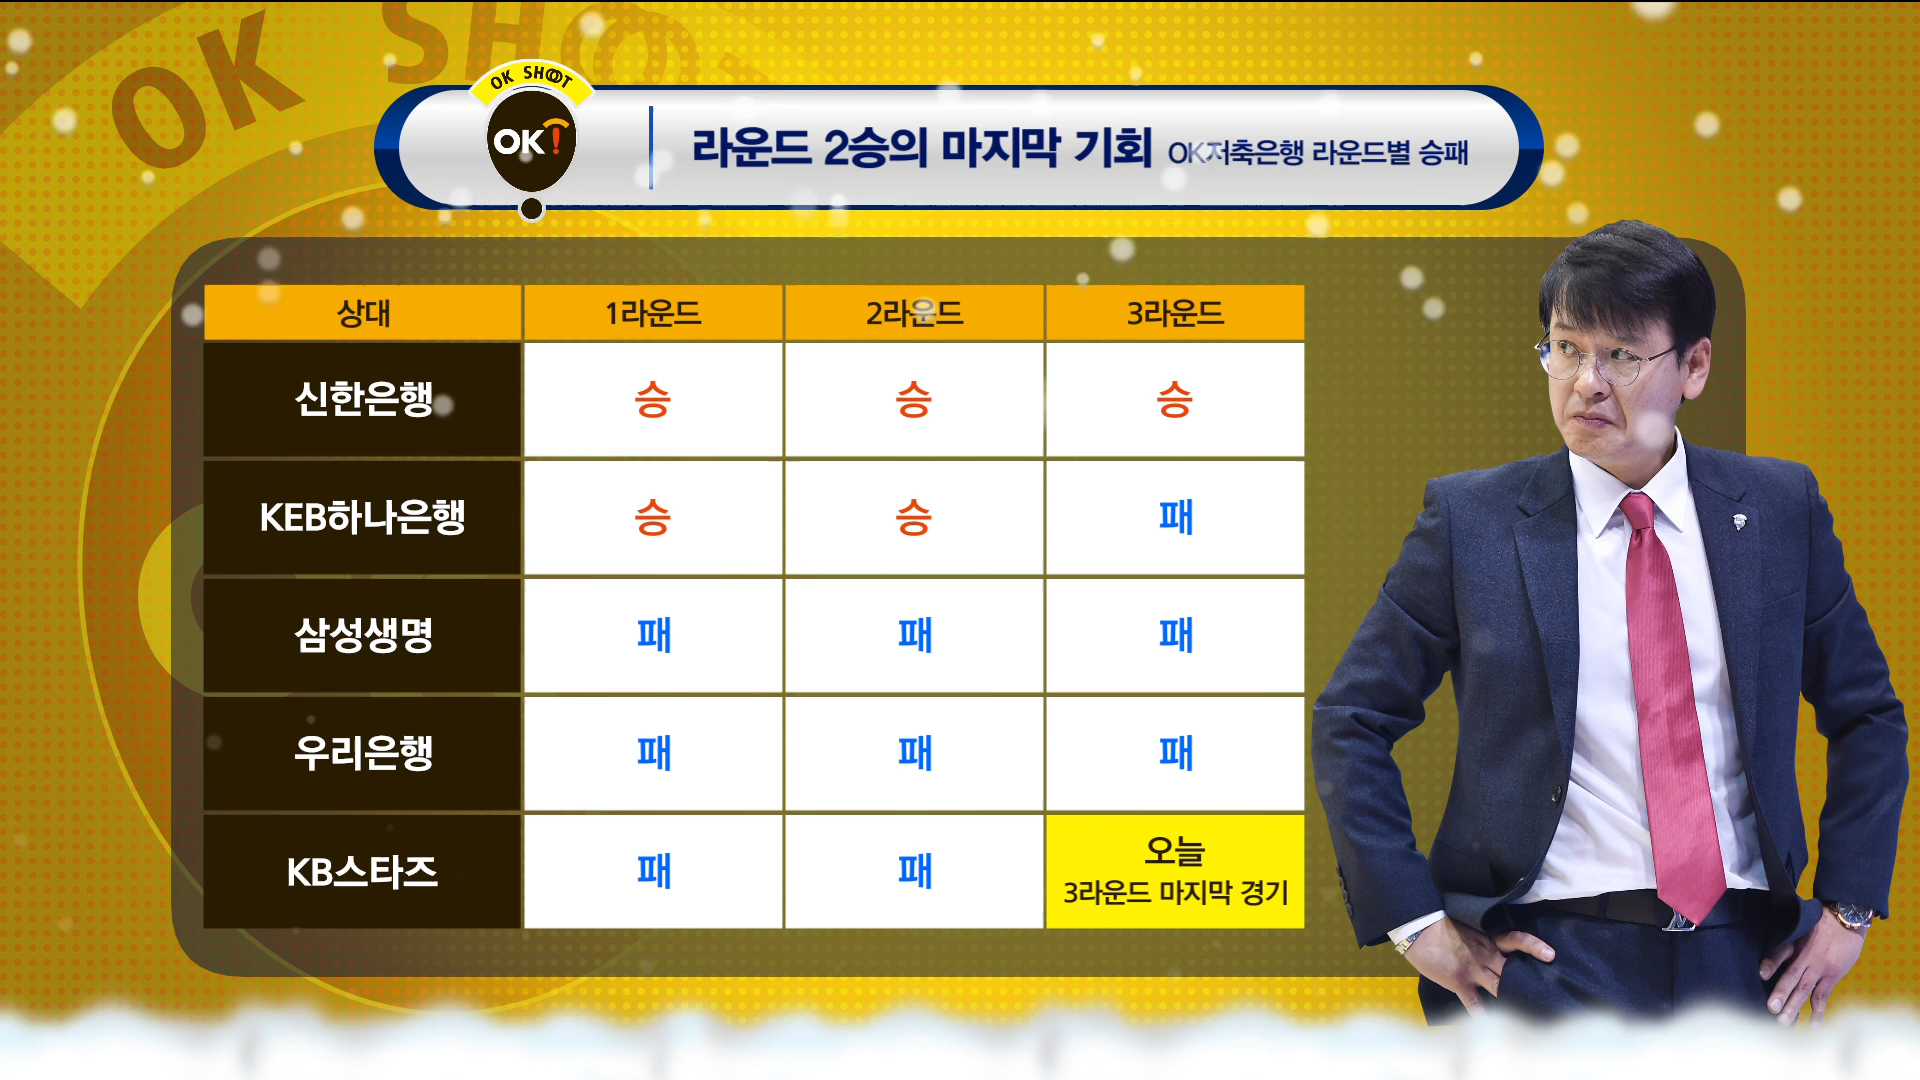 OK SHOOT
OK SHOOT
OK!
라운드 2승의 마지막 기회 OK저축은행 라운드별 승패
상대 1라운드 2라운드 3라운드
신한은행 승 승 승
KEB하나은행 승 승 패
삼성생명 패 패 패
우리은행 패 패 패
KB스타즈 패 패 오늘
3라운드 마지막 경기